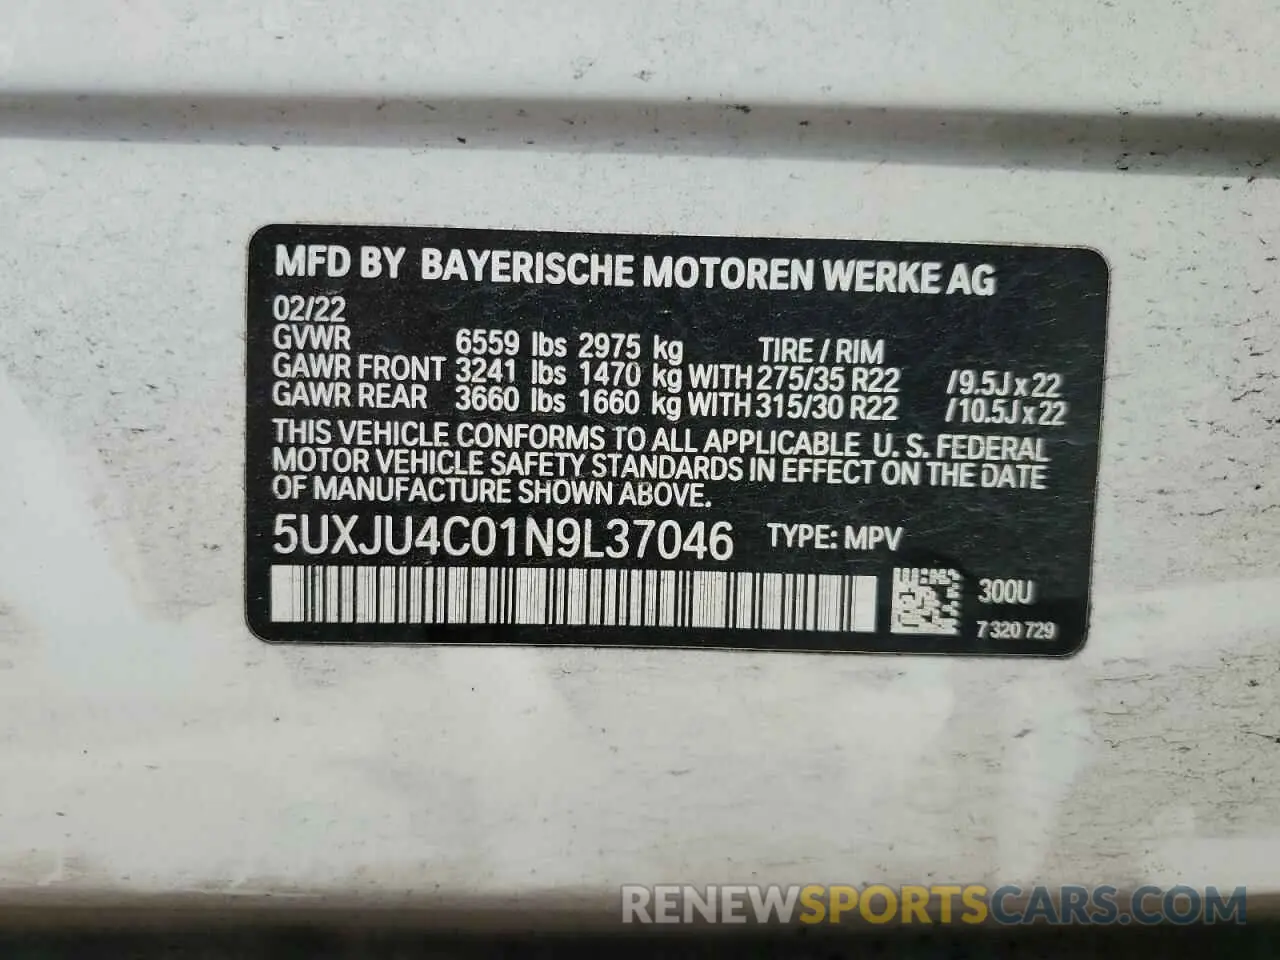 MFD BY BAYERISCHE MOTOREN WERKE AG
02/22
GVWR 6559 lbs 2975 kg TIRE / RIM
GAWR FRONT 3241 lbs 1470 kg WITH 275/35 R22 /9.5J x 22
GAWR REAR 3660 lbs 1660 kg WITH 315/30 R22 /10.5J x 22
THIS VEHICLE CONFORMS TO ALL APPLICABLE U. S. FEDERAL
MOTOR VEHICLE SAFETY STANDARDS IN EFFECT ON THE DATE
OF MANUFACTURE SHOWN ABOVE.
5UXJU4C01N9L37046 TYPE: MPV
300U
7 320 729
RENEWSPORTSCARS.COM